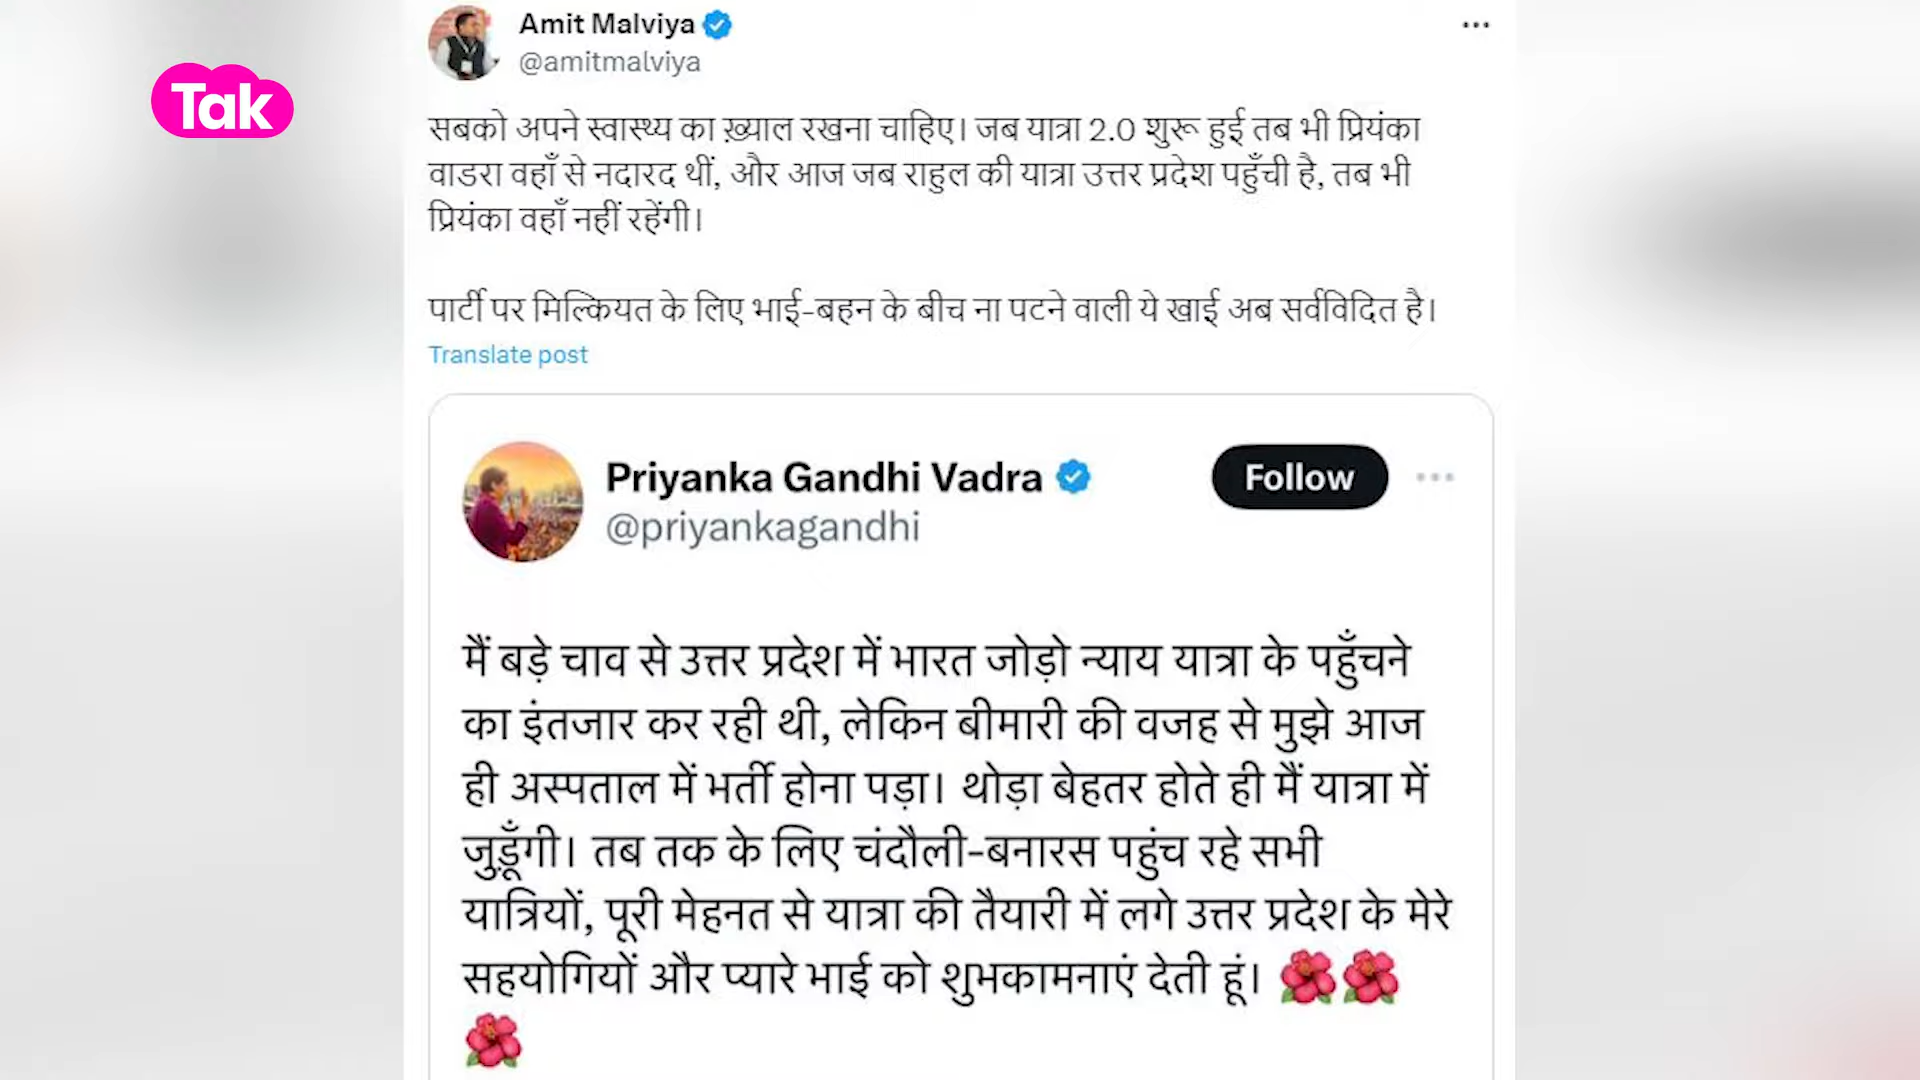 Tak
Amit Malviya
@amitmalviya
सबको अपने स्वास्थ्य का ख़्याल रखना चाहिए। जब यात्रा 2.0 शुरू हुई तब भी प्रियंका
वाडरा वहाँ से नदारद थीं, और आज जब राहुल की यात्रा उत्तर प्रदेश पहुँची है, तब भी
प्रियंका वहाँ नहीं रहेंगी।
पार्टी पर मिल्कियत के लिए भाई-बहन के बीच ना पटने वाली ये खाई अब सर्वविदित है।
Translate post
Priyanka Gandhi Vadra
Follow
@priyankagandhi
मैं बड़े चाव से उत्तर प्रदेश में भारत जोड़ो न्याय यात्रा के पहुँचने
का इंतजार कर रही थी, लेकिन बीमारी की वजह से मुझे आज
ही अस्पताल में भर्ती होना पड़ा। थोड़ा बेहतर होते ही मैं यात्रा में
जुड़ूँगी। तब तक के लिए चंदौली-बनारस पहुंच रहे सभी
यात्रियों, पूरी मेहनत से यात्रा की तैयारी में लगे उत्तर प्रदेश के मेरे
सहयोगियों और प्यारे भाई को शुभकामनाएं देती हूं। 🌺🌺
🌺